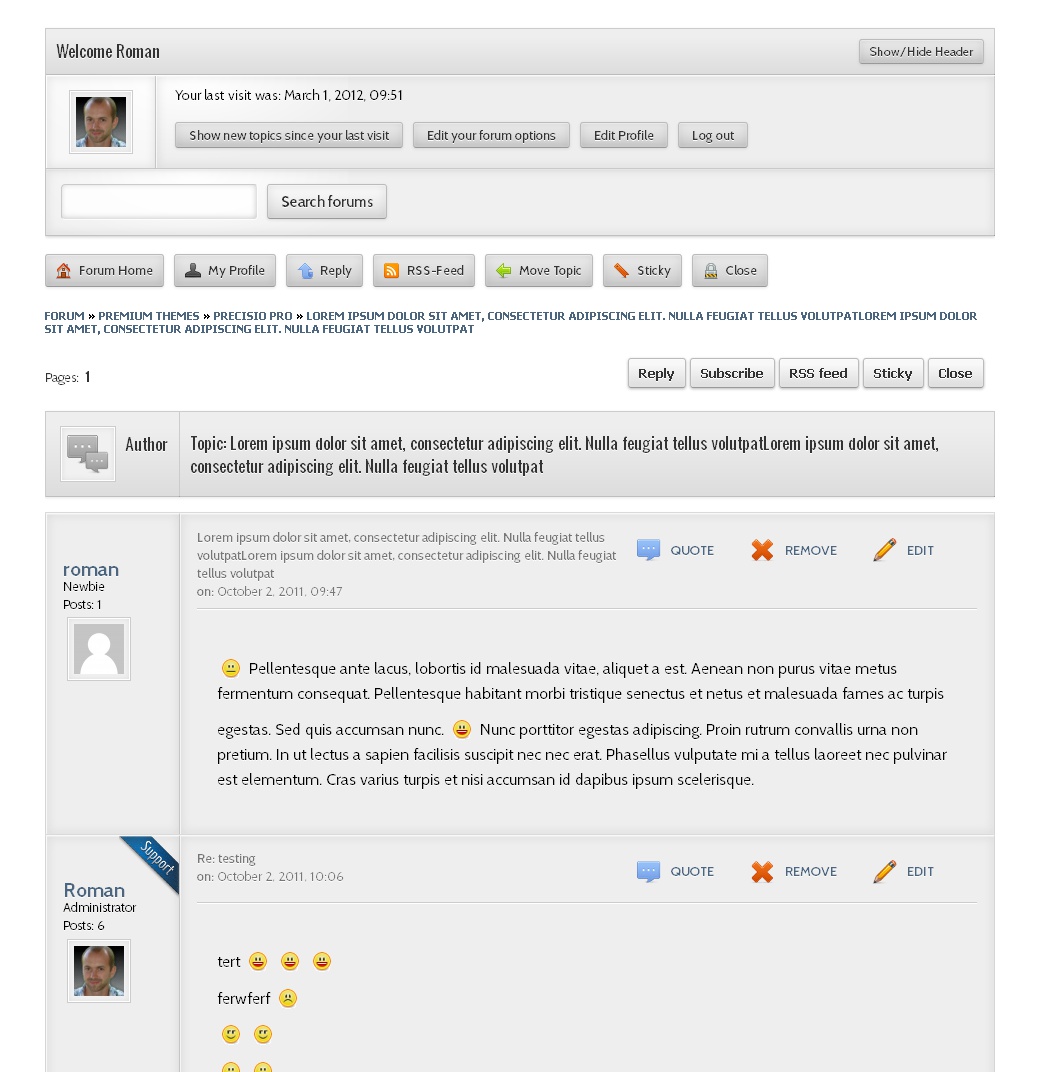 Welcome Roman
Show/Hide Header
Your last visit was: March 1, 2012, 09:51
Show new topics since your last visit
Edit your forum options
Edit Profile
Log out
Search forums
Forum Home
My Profile
Reply
RSS-Feed
Move Topic
Sticky
Close
FORUM » PREMIUM THEMES » PRECISIO PRO » LOREM IPSUM DOLOR SIT AMET, CONSECTETUR ADIPISCING ELIT. NULLA FEUGIAT TELLUS VOLUTPATLOREM IPSUM DOLOR
SIT AMET, CONSECTETUR ADIPISCING ELIT. NULLA FEUGIAT TELLUS VOLUTPAT
Pages: 1
Reply
Subscribe
RSS feed
Sticky
Close
Author
Topic: Lorem ipsum dolor sit amet, consectetur adipiscing elit. Nulla feugiat tellus volutpatLorem ipsum dolor sit amet,
consectetur adipiscing elit. Nulla feugiat tellus volutpat
roman
Newbie
Posts: 1
Lorem ipsum dolor sit amet, consectetur adipiscing elit. Nulla feugiat tellus
volutpatLorem ipsum dolor sit amet, consectetur adipiscing elit. Nulla feugiat
tellus volutpat
on: October 2, 2011, 09:47
QUOTE
REMOVE
EDIT
Pellentesque ante lacus, lobortis id malesuada vitae, aliquet a est. Aenean non purus vitae metus
fermentum consequat. Pellentesque habitant morbi tristique senectus et netus et malesuada fames ac turpis
egestas. Sed quis accumsan nunc. Nunc porttitor egestas adipiscing. Proin rutrum convallis urna non
pretium. In ut lectus a sapien facilisis suscipit nec nec erat. Phasellus vulputate mi a tellus laoreet nec pulvinar
est elementum. Cras varius turpis et nisi accumsan id dapibus ipsum scelerisque.
Support
Roman
Administrator
Posts: 6
Re: testing
on: October 2, 2011, 10:06
QUOTE
REMOVE
EDIT
tert
ferwferf